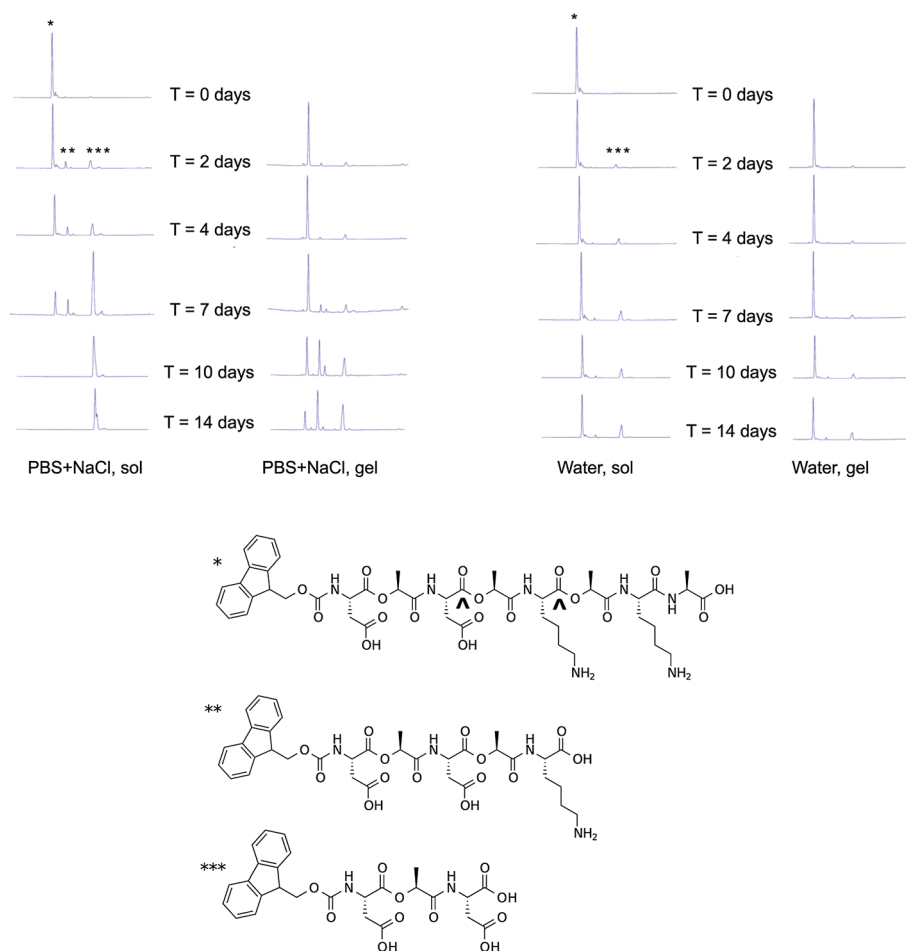 *
*
T = 0 days
T = 0 days
** ***
T = 2 days
***
T = 2 days
T = 4 days
T = 4 days
T = 7 days
T = 7 days
T = 10 days
T = 10 days
T = 14 days
T = 14 days
PBS+NaCl, sol
PBS+NaCl, gel
Water, sol
Water, gel
*
H O H O H O H O
O N N N N OH
O ^ O ^ O N
H
O O O O O
O O
OH OH
NH₂ NH₂
**
H O H O H O
O N N N OH
O O
O O O
O O
OH OH
NH₂
***
H O H O
O N N OH
O
O O
O O
OH OH